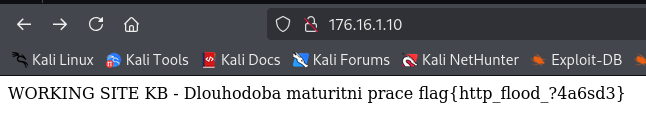 176.16.1.10
Kali Linux Kali Tools Kali Docs Kali Forums Kali NetHunter Exploit-DB
WORKING SITE KB - Dlouhodoba maturitni prace flag{http_flood_?4a6sd3}